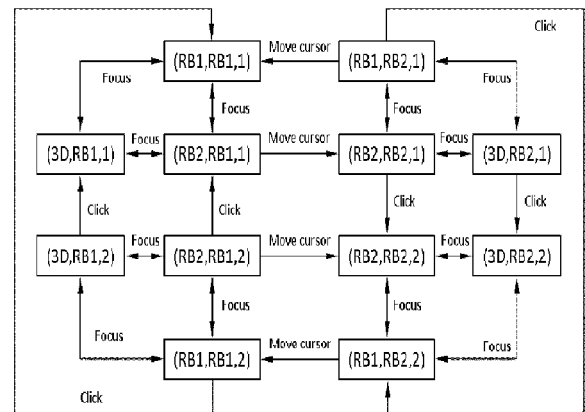 Click
(RB1,RB1,1) Move cursor (RB1,RB2,1)
Focus Focus Focus Focus
(3D,RB1,1) Focus (RB2,RB1,1) Move cursor (RB2,RB2,1) Focus (3D,RB2,1)
Click Click Click Click
(3D,RB1,2) Focus (RB2,RB1,2) Move cursor (RB2,RB2,2) Focus (3D,RB2,2)
Focus Focus Focus Focus
(RB1,RB1,2) Move cursor (RB1,RB2,2)
Click